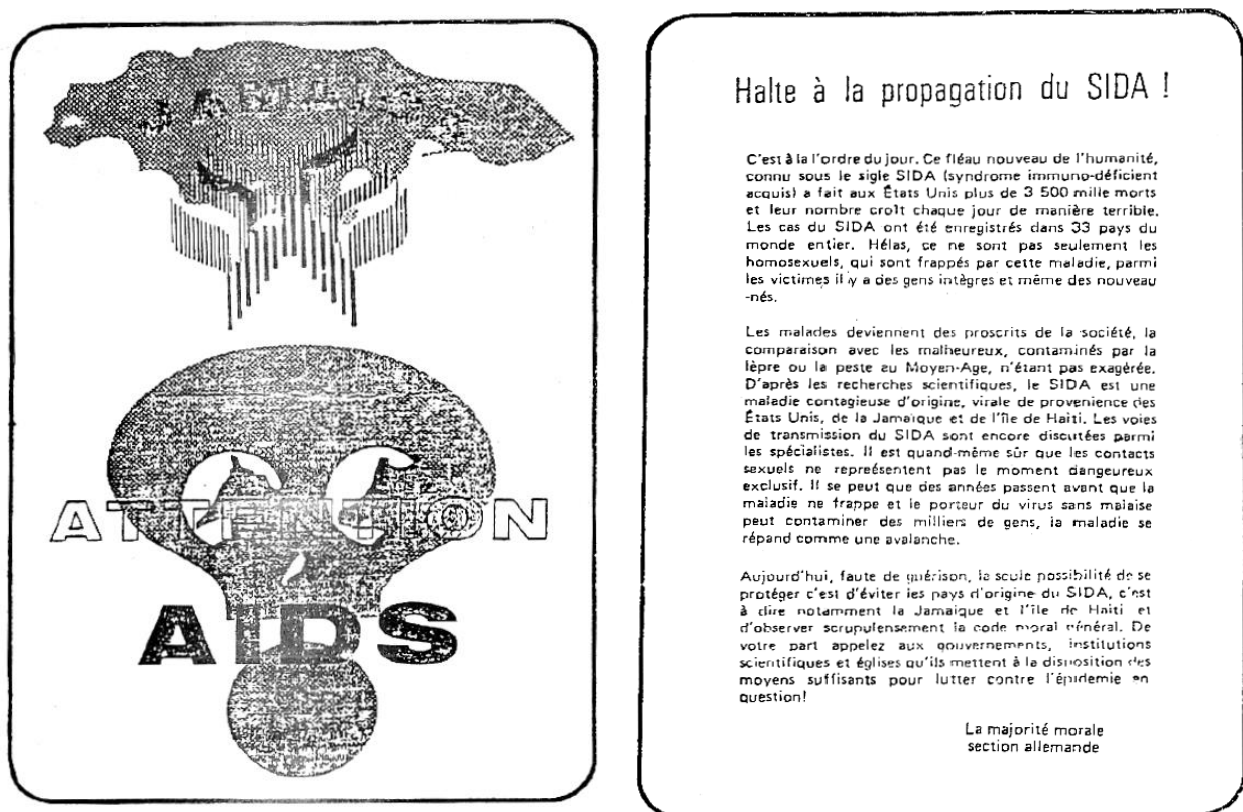 ATTENTION
AIDS
Halte à la propagation du SIDA !
C'est à la l'ordre du jour. Ce fléau nouveau de l'humanité,
connu sous le sigle SIDA (syndrome immuno-déficient
acquis) a fait aux États Unis plus de 3 500 mille morts
et leur nombre croît chaque jour de manière terrible.
Les cas du SIDA ont été enregistrés dans 33 pays du
monde entier. Hélas, ce ne sont pas seulement les
homosexuels, qui sont frappés par cette maladie, parmi
les victimes il y a des gens intègres et même des nouveau
-nés.
Les malades deviennent des proscrits de la société, la
comparaison avec les malheureux, contaminés par la
lèpre ou la peste au Moyen-Age, n'étant pas exagérée.
D'après les recherches scientifiques, le SIDA est une
maladie contagieuse d'origine, virale de provenience des
États Unis, de la Jamaïque et de l'île de Haiti. Les voies
de transmission du SIDA sont encore discutées parmi
les spécialistes. Il est quand-même sûr que les contacts
sexuels ne repreésentent pas le moment dangeureux
exclusif. Il se peut que des années passent avant que la
maladie ne frappe et le porteur du virus sans malaise
peut contaminer des milliers de gens, la maladie se
répand comme une avalanche.
Aujourd'hui, faute de guérison, la seule possibilité de se
protéger c'est d'éviter les pays d'origine du SIDA, c'est
à dire notamment la Jamaïque et l'île de Haiti et
d'observer scrupulensement la code moral général. De
votre part appelez aux gouvernements, institutions
scientifiques et églises qu'ils mettent à la disposition des
moyens suffisants pour lutter contre l'épidemie en
question!
La majorité morale
section allemande